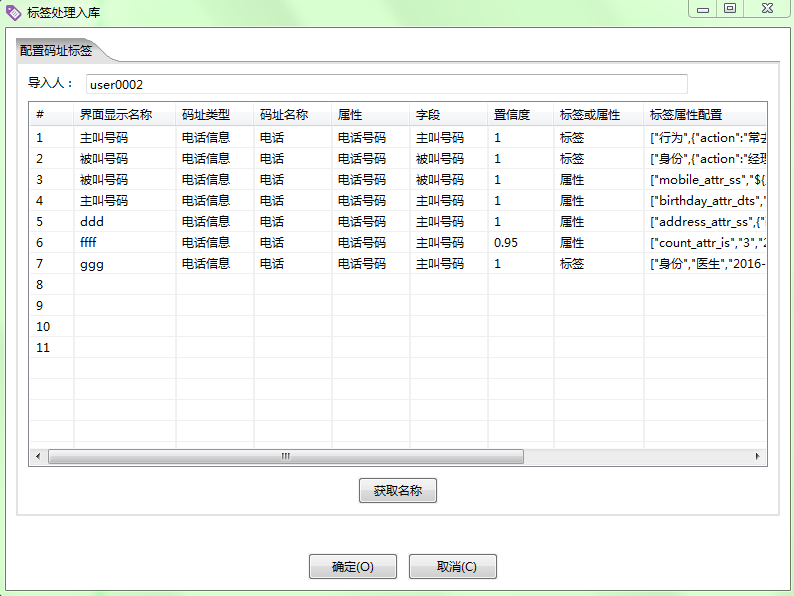 标签处理入库
配置码址标签
导入人： user0002
# 界面显示名称 码址类型 码址名称 属性 字段 置信度 标签或属性 标签属性配置
1 主叫号码 电话信息 电话 电话号码 主叫号码 1 标签 ["行为",{"action":"常去
2 被叫号码 电话信息 电话 电话号码 被叫号码 1 标签 ["身份",{"action":"经理
3 被叫号码 电话信息 电话 电话号码 被叫号码 1 属性 ["mobile_attr_ss","${
4 主叫号码 电话信息 电话 电话号码 主叫号码 1 属性 ["birthday_attr_dts","
5 ddd 电话信息 电话 电话号码 主叫号码 1 属性 ["address_attr_ss",{"
6 ffff 电话信息 电话 电话号码 主叫号码 0.95 属性 ["count_attr_is","3","2
7 ggg 电话信息 电话 电话号码 主叫号码 1 标签 ["身份","医生","2016-
8
9
10
11
获取名称
确定(O) 取消(C)